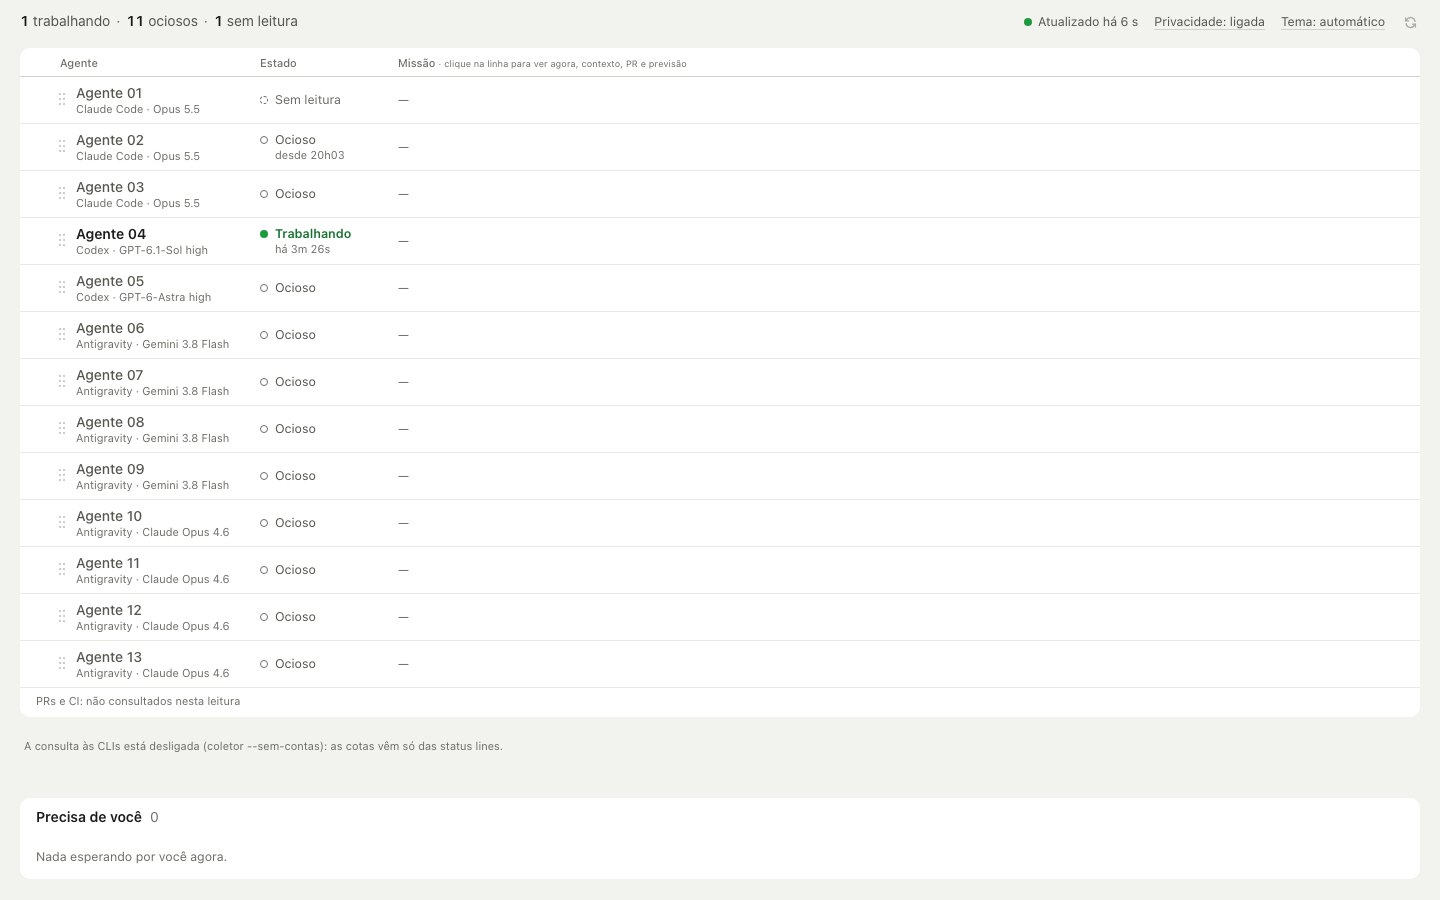 1 trabalhando · 11 ociosos · 1 sem leitura
Atualizado há 6 s Privacidade: ligada Tema: automático
Agente Estado Missão · clique na linha para ver agora, contexto, PR e previsão
Agente 01
Claude Code · Opus 5.5
Sem leitura
—
Agente 02
Claude Code · Opus 5.5
Ocioso
desde 20h03
—
Agente 03
Claude Code · Opus 5.5
Ocioso
—
Agente 04
Codex · GPT-6.1-Sol high
Trabalhando
há 3m 26s
—
Agente 05
Codex · GPT-6-Astra high
Ocioso
—
Agente 06
Antigravity · Gemini 3.8 Flash
Ocioso
—
Agente 07
Antigravity · Gemini 3.8 Flash
Ocioso
—
Agente 08
Antigravity · Gemini 3.8 Flash
Ocioso
—
Agente 09
Antigravity · Gemini 3.8 Flash
Ocioso
—
Agente 10
Antigravity · Claude Opus 4.6
Ocioso
—
Agente 11
Antigravity · Claude Opus 4.6
Ocioso
—
Agente 12
Antigravity · Claude Opus 4.6
Ocioso
—
Agente 13
Antigravity · Claude Opus 4.6
Ocioso
—
PRs e CI: não consultados nesta leitura
A consulta às CLIs está desligada (coletor --sem-contas): as cotas vêm só das status lines.
Precisa de você 0
Nada esperando por você agora.